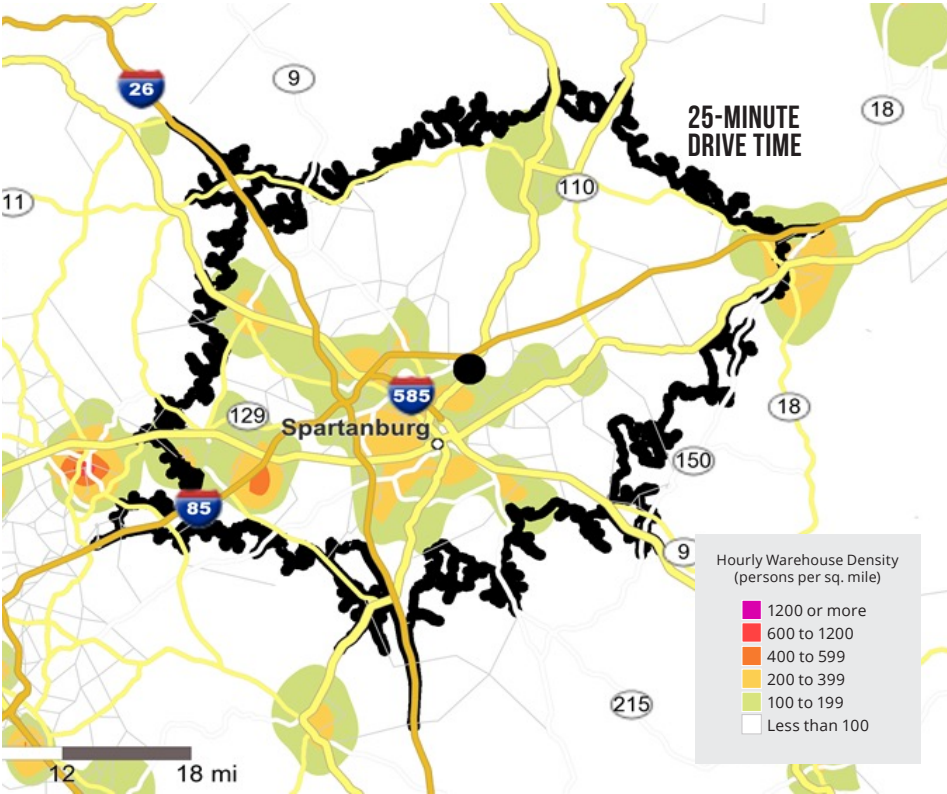 26
9
25-MINUTE
DRIVE TIME
18
11
110
585
129
Spartanburg
18
150
85
9
Hourly Warehouse Density
(persons per sq. mile)
1200 or more
600 to 1200
400 to 599
200 to 399
100 to 199
Less than 100
215
12
18 mi